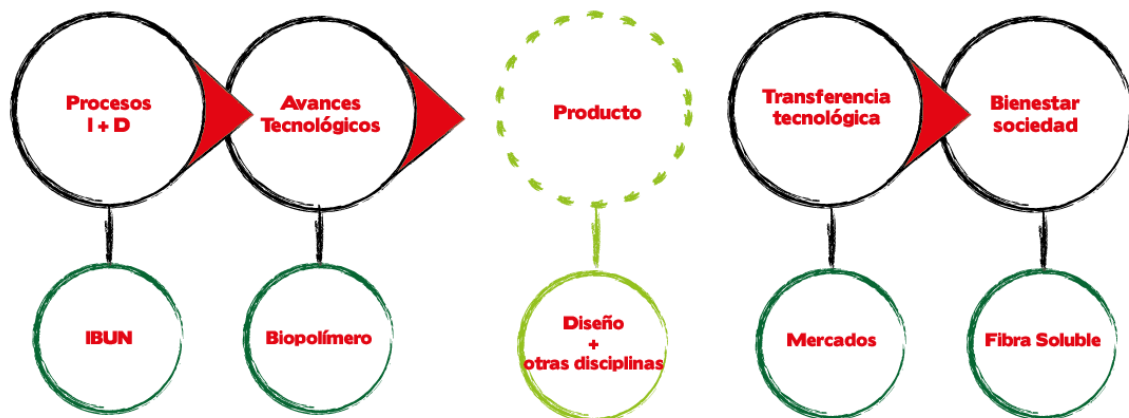 Procesos
I + D
Avances
Tecnológicos
Producto
Transferencia
tecnológica
Bienestar
sociedad
IBUN
Biopolímero
Diseño
+
otras disciplinas
Mercados
Fibra Soluble